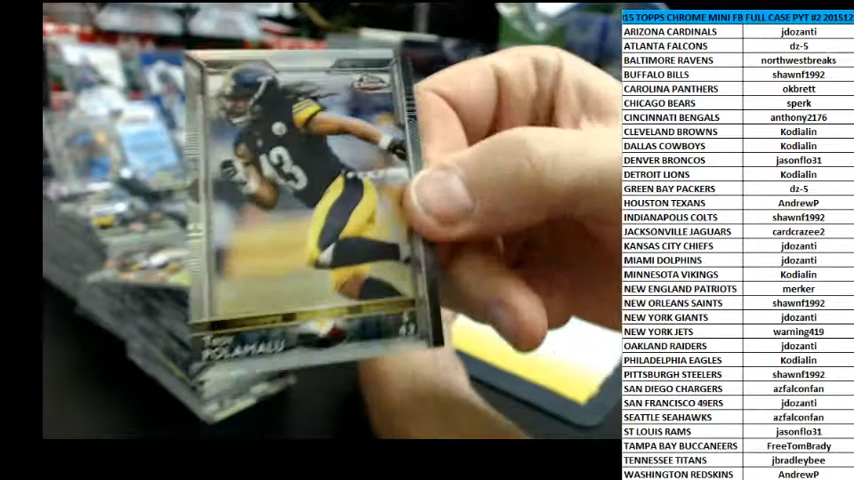 15 TOPPS CHROME MINI FB FULL CASE PYT #2 201512
ARIZONA CARDINALS jdozanti
ATLANTA FALCONS dz-5
BALTIMORE RAVENS northwestbreaks
BUFFALO BILLS shawnf1992
CAROLINA PANTHERS okbrett
CHICAGO BEARS sperk
CINCINNATI BENGALS anthony2176
CLEVELAND BROWNS Kodialin
DALLAS COWBOYS Kodialin
DENVER BRONCOS jasonflo31
DETROIT LIONS Kodialin
GREEN BAY PACKERS dz-5
HOUSTON TEXANS AndrewP
INDIANAPOLIS COLTS shawnf1992
JACKSONVILLE JAGUARS cardcrazee2
KANSAS CITY CHIEFS jdozanti
MIAMI DOLPHINS jdozanti
MINNESOTA VIKINGS Kodialin
NEW ENGLAND PATRIOTS merker
NEW ORLEANS SAINTS shawnf1992
NEW YORK GIANTS jdozanti
NEW YORK JETS warning419
OAKLAND RAIDERS jdozanti
PHILADELPHIA EAGLES Kodialin
PITTSBURGH STEELERS shawnf1992
SAN DIEGO CHARGERS azfalconfan
SAN FRANCISCO 49ERS jdozanti
SEATTLE SEAHAWKS azfalconfan
ST LOUIS RAMS jasonflo31
TAMPA BAY BUCCANEERS FreeTomBrady
TENNESSEE TITANS jbradleybee
WASHINGTON REDSKINS AndrewP
43
POLAMALU
43